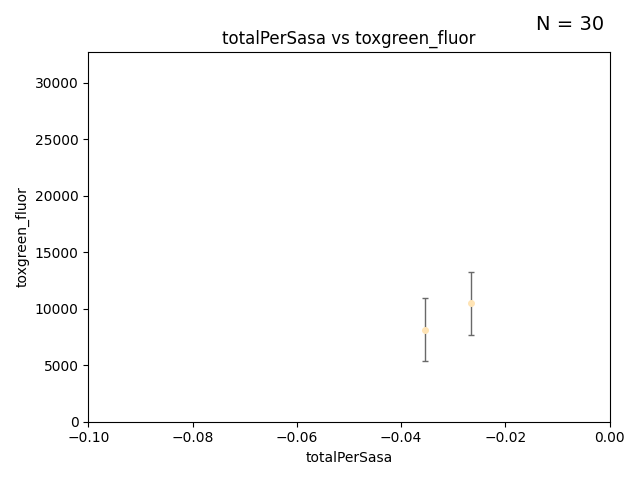 N = 30
totalPerSasa vs toxgreen_fluor
30000
25000
20000
15000
10000
5000
0
toxgreen_fluor
−0.10 −0.08 −0.06 −0.04 −0.02 0.00
totalPerSasa